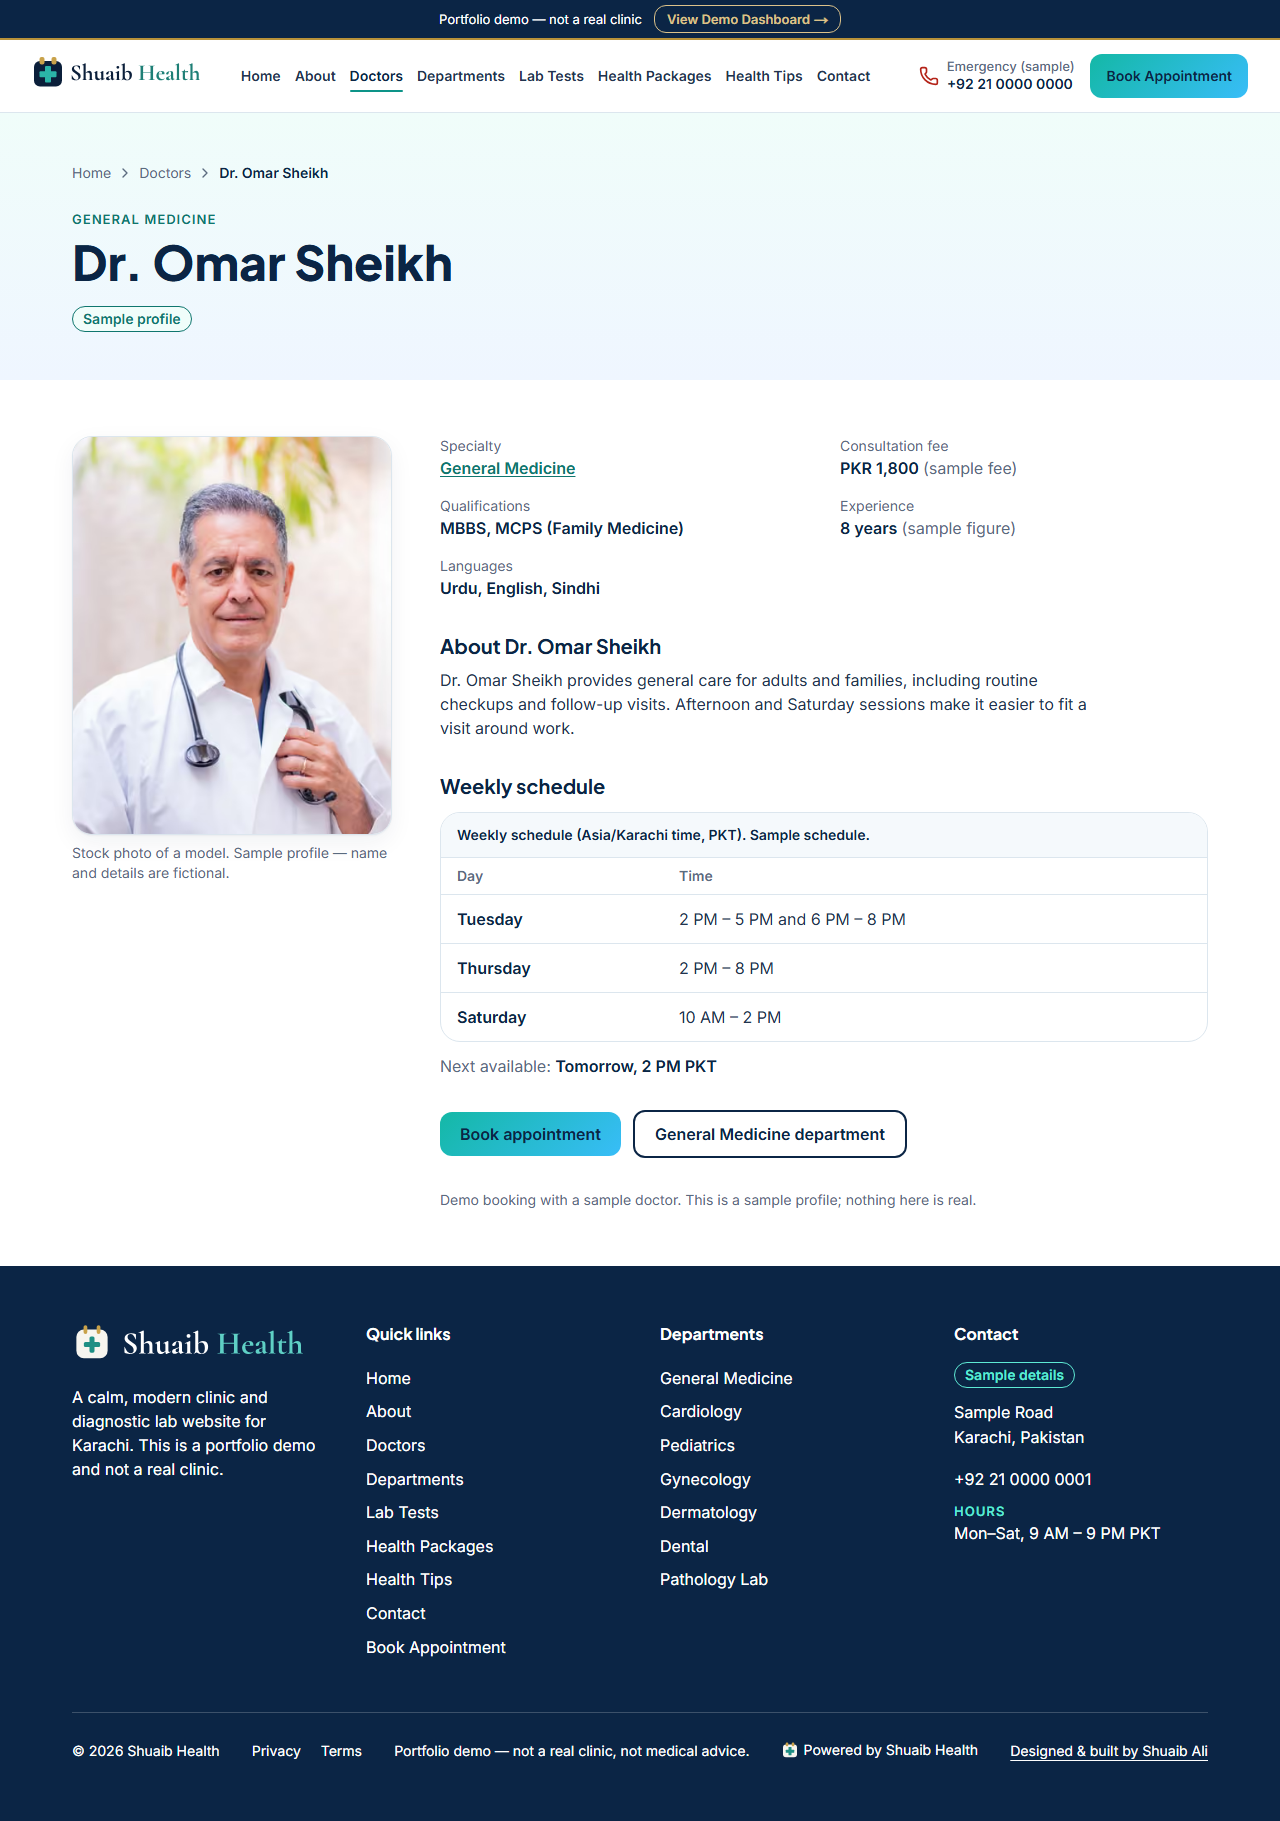 Portfolio demo — not a real clinic View Demo Dashboard →
Shuaib Health Home About Doctors Departments Lab Tests Health Packages Health Tips Contact Emergency (sample) +92 21 0000 0000 Book Appointment
Home > Doctors > Dr. Omar Sheikh
GENERAL MEDICINE
Dr. Omar Sheikh
Sample profile
Specialty
General Medicine
Consultation fee
PKR 1,800 (sample fee)
Qualifications
MBBS, MCPS (Family Medicine)
Experience
8 years (sample figure)
Languages
Urdu, English, Sindhi
Stock photo of a model. Sample profile — name
and details are fictional.
About Dr. Omar Sheikh
Dr. Omar Sheikh provides general care for adults and families, including routine
checkups and follow-up visits. Afternoon and Saturday sessions make it easier to fit a
visit around work.
Weekly schedule
Weekly schedule (Asia/Karachi time, PKT). Sample schedule.
Day Time
Tuesday 2 PM – 5 PM and 6 PM – 8 PM
Thursday 2 PM – 8 PM
Saturday 10 AM – 2 PM
Next available: Tomorrow, 2 PM PKT
Book appointment General Medicine department
Demo booking with a sample doctor. This is a sample profile; nothing here is real.
Shuaib Health
A calm, modern clinic and
diagnostic lab website for
Karachi. This is a portfolio demo
and not a real clinic.
Quick links
Home
About
Doctors
Departments
Lab Tests
Health Packages
Health Tips
Contact
Book Appointment
Departments
General Medicine
Cardiology
Pediatrics
Gynecology
Dermatology
Dental
Pathology Lab
Contact
Sample details
Sample Road
Karachi, Pakistan
+92 21 0000 0001
HOURS
Mon–Sat, 9 AM – 9 PM PKT
© 2026 Shuaib Health Privacy Terms Portfolio demo — not a real clinic, not medical advice. Powered by Shuaib Health Designed & built by Shuaib Ali